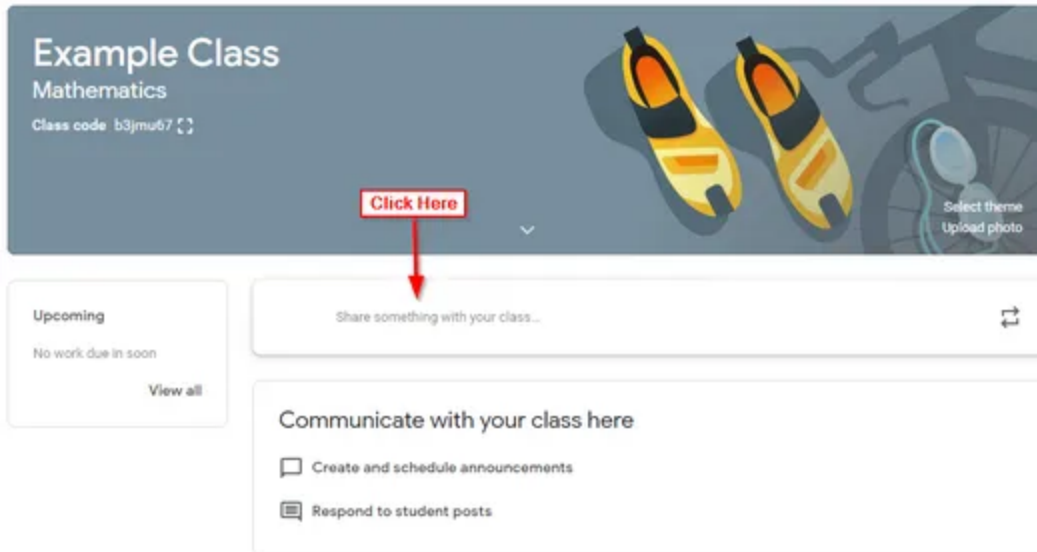 Example Class
Mathematics
Class code b3jmu67
Click Here
Select theme
Upload photo
Upcoming
No work due in soon
View all
Share something with your class...
Communicate with your class here
Create and schedule announcements
Respond to student posts